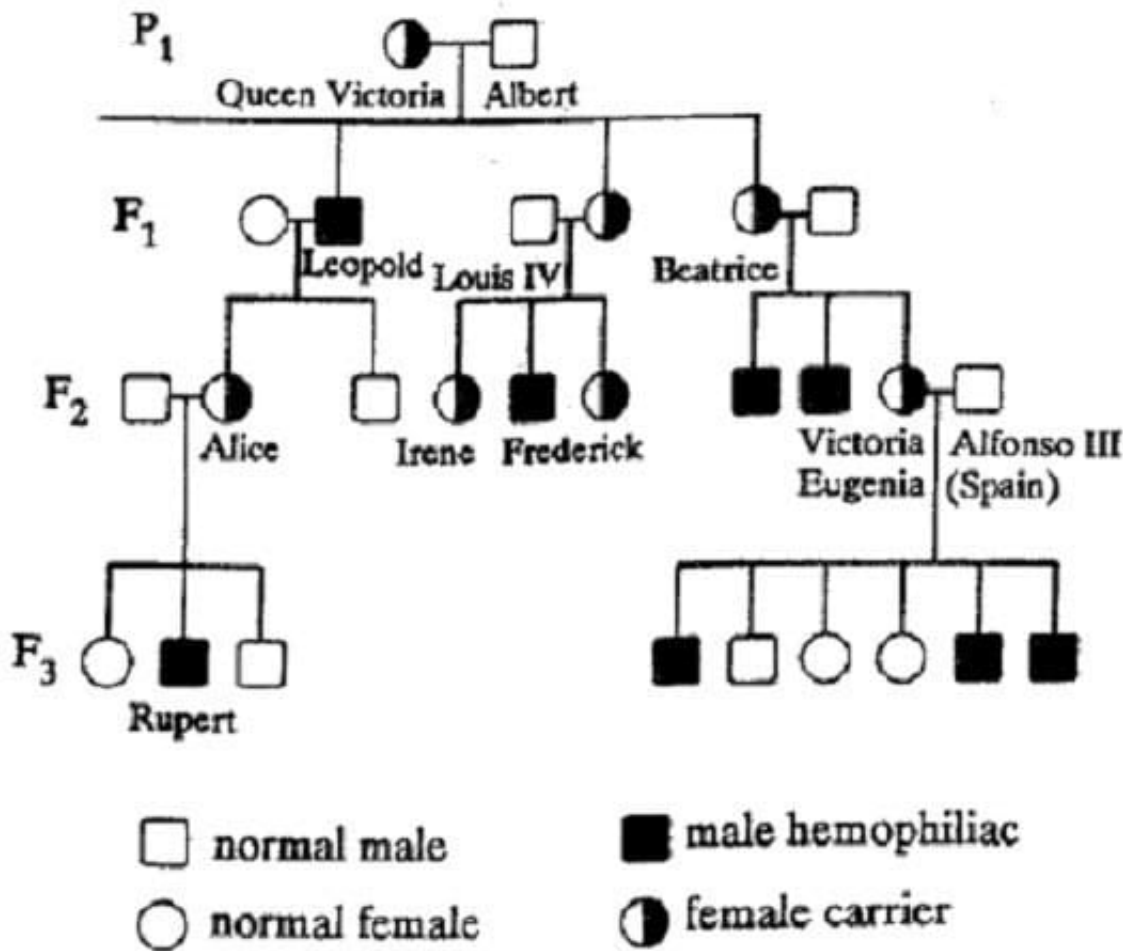 P1
Queen Victoria Albert
F1
Leopold Louis IV Beatrice
F2
Alice Irene Frederick Victoria Alfonso III
Eugenia (Spain)
F3
Rupert
normal male male hemophiliac
normal female female carrier